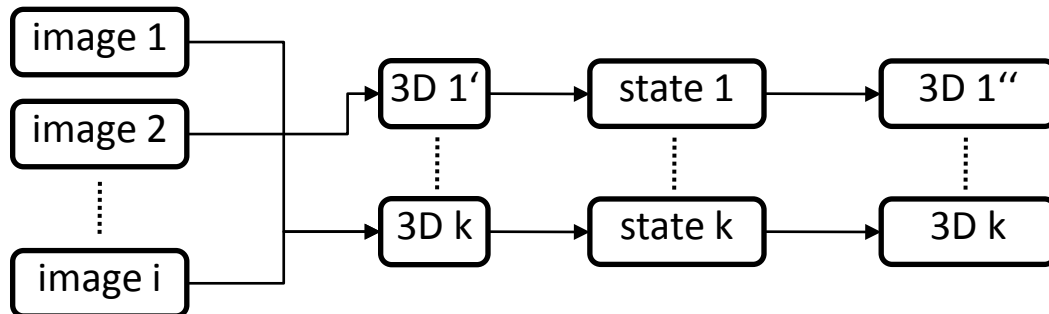 image 1
image 2
image i
3D 1‘
3D k
state 1
state k
3D 1“
3D k